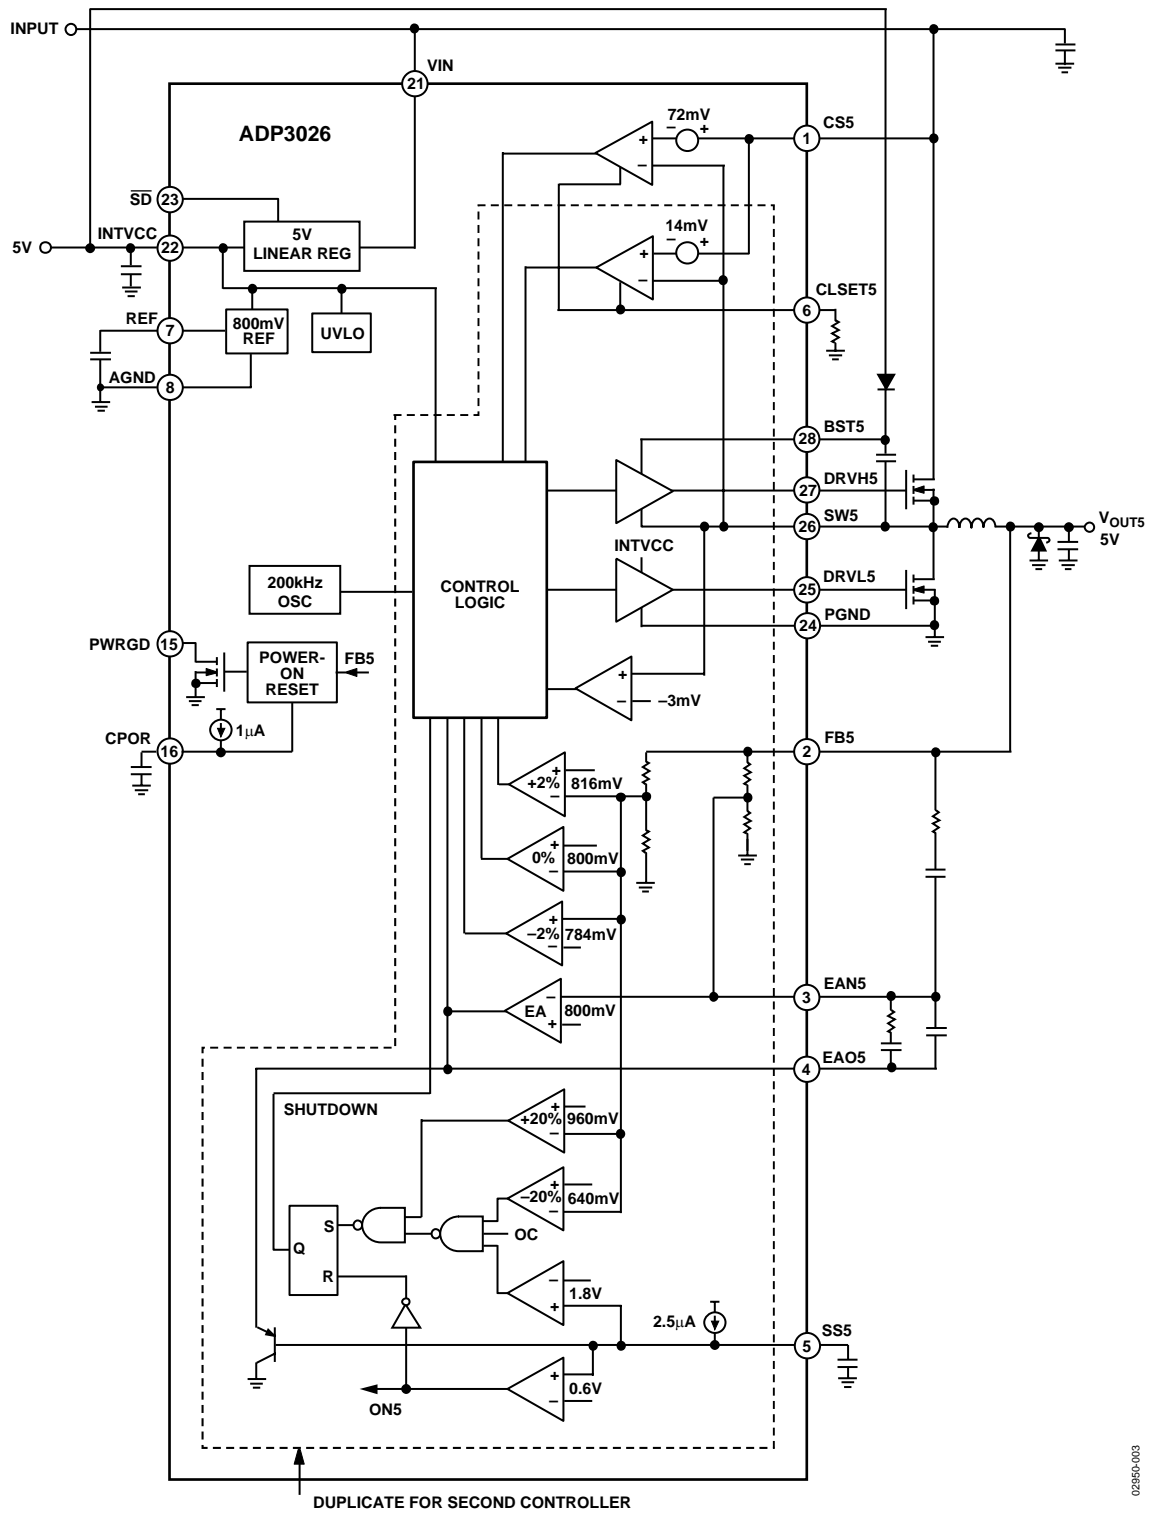 INPUT
VIN
21
ADP3026
72mV
− +
+
−
1
CS5
SD
23
INTVCC
5V
22
5V
LINEAR REG
14mV
− +
+
−
CLSET5
6
REF
7
800mV
REF
UVLO
AGND
8
BST5
28
DRVH5
27
SW5
26
VOUT5
5V
INTVCC
200kHz
OSC
CONTROL
LOGIC
DRVL5
25
PGND
24
PWRGD
15
POWER-
ON
RESET
FB5
+
−
–3mV
1µA
CPOR
16
FB5
2
+
+2%
−
816mV
+
0%
−
800mV
+
–2%
−
784mV
EAN5
3
−
EA
+
800mV
EAO5
4
SHUTDOWN
+
+20%
−
960mV
+
–20%
−
640mV
S
Q
R
OC
−
+
1.8V
2.5µA
SS5
5
+
−
0.6V
ON5
DUPLICATE FOR SECOND CONTROLLER
02950-003